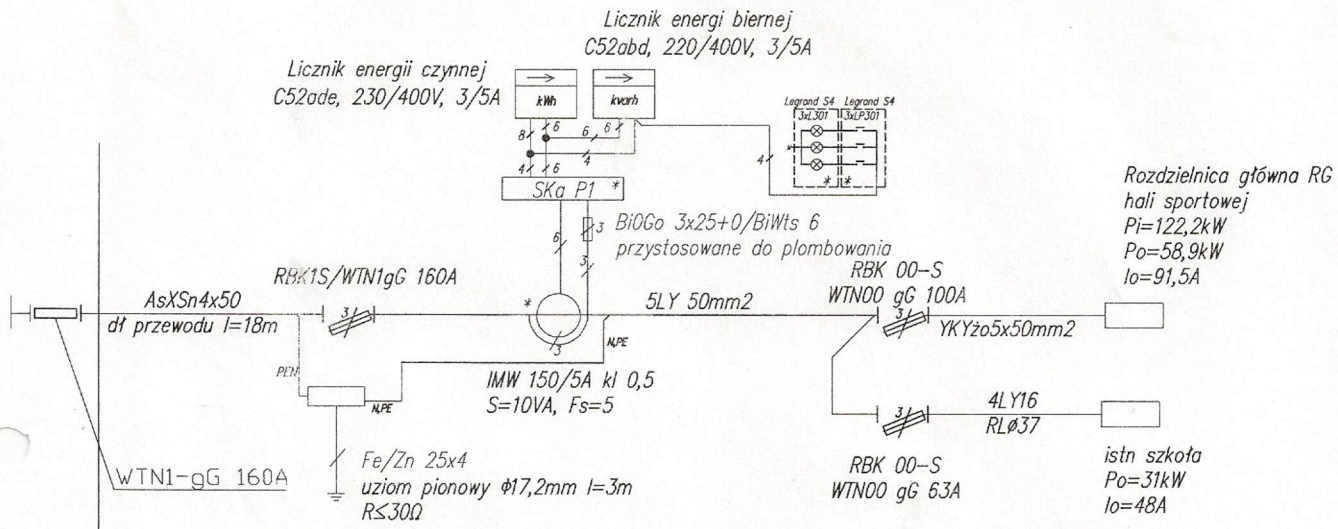 Licznik energi biernej
C52abd, 220/400V, 3/5A
Licznik energii czynnej
C52ade, 230/400V, 3/5A
kWh
kvarh
Legrand S4
Legrand S4
3xL301
3xLP301
8
6
6
6
4
4
6
4
SKa P1 *
* *
6
3
3
BiOGo 3x25+0/BiWts 6
przystosowane do plombowania
Rozdzielnica główna RG
hali sportowej
Pi=122,2kW
Po=58,9kW
Io=91,5A
RBK1S/WTN1gG 160A
RBK 00-S
WTN00 gG 100A
AsXSn4x50
dł przewodu l=18m
3
*
3
5LY 50mm2
3
YKYżo5x50mm2
N,PE
PEN
N,PE
IMW 150/5A kl 0,5
S=10VA, Fs=5
3
4LY16
RLø37
Fe/Zn 25x4
uziom pionowy ϕ17,2mm l=3m
R≤30Ω
WTN1-gG 160A
RBK 00-S
WTN00 gG 63A
istn szkoła
Po=31kW
Io=48A